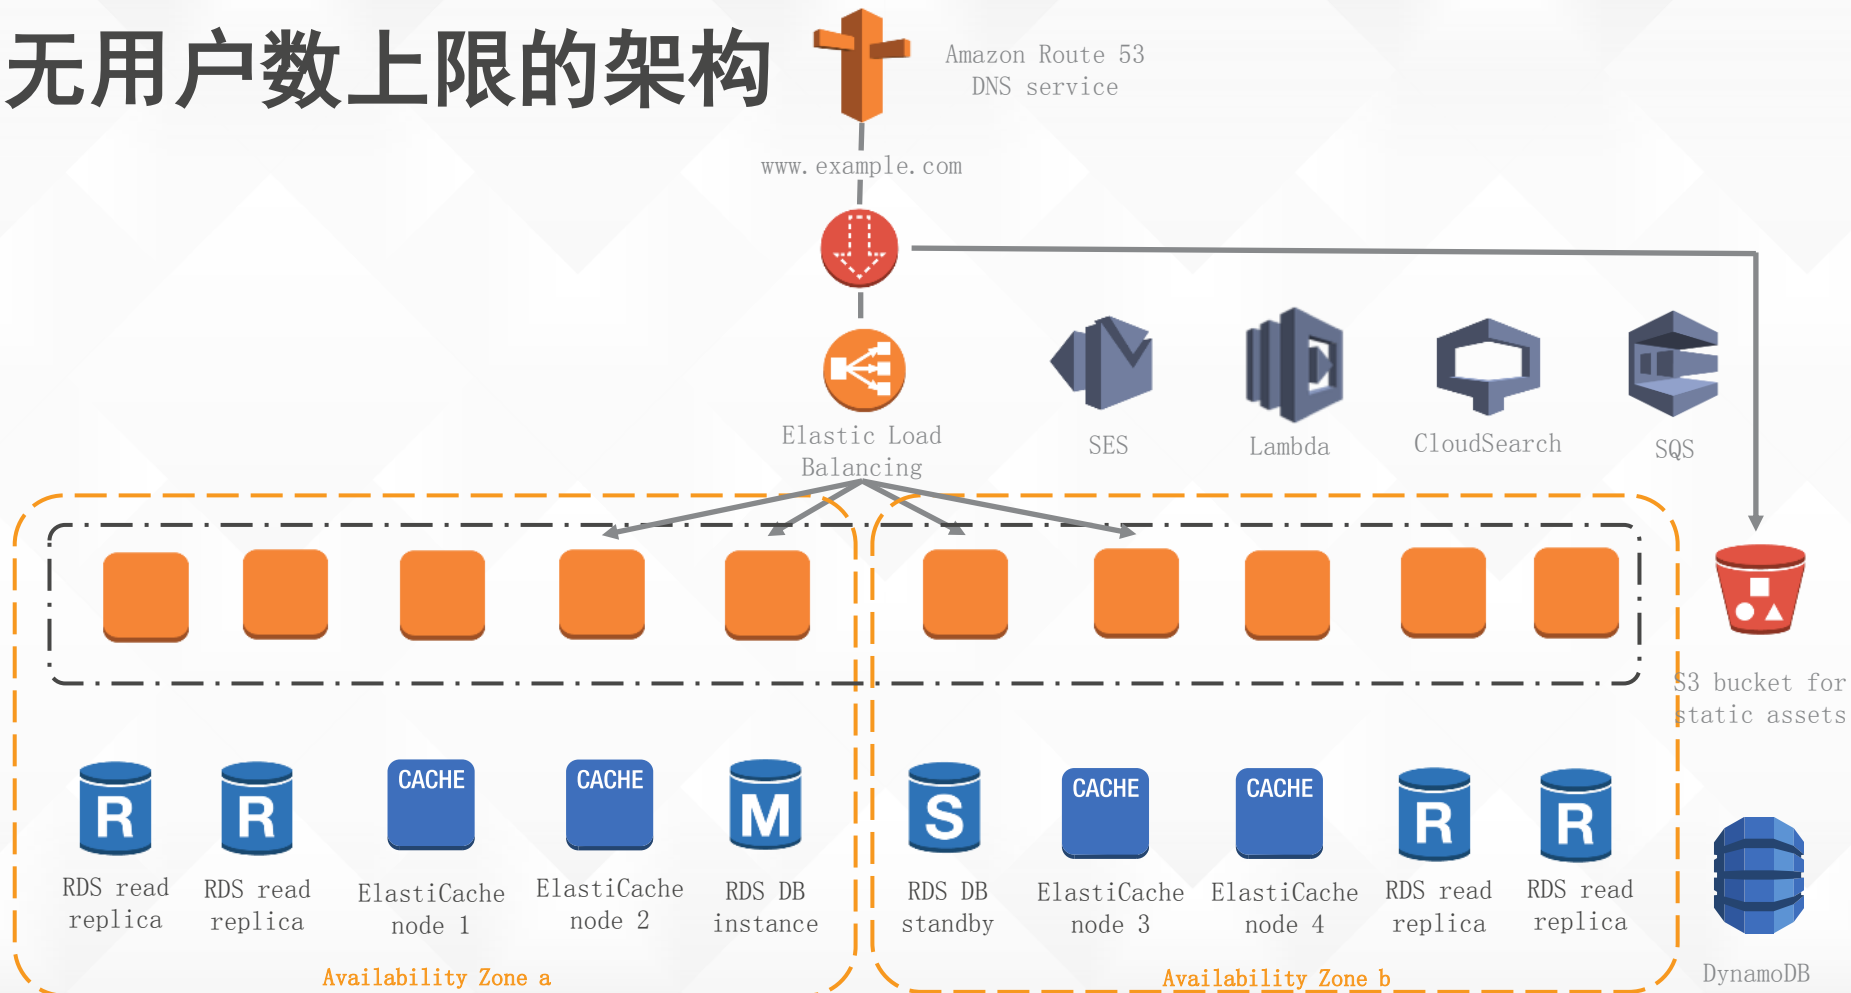 无用户数上限的架构
Amazon Route 53
DNS service
www.example.com
Elastic Load
Balancing
SES
Lambda
CloudSearch
SQS
S3 bucket for
static assets
R
R
CACHE
CACHE
M
S
CACHE
CACHE
R
R
RDS read
replica
RDS read
replica
ElastiCache
node 1
ElastiCache
node 2
RDS DB
instance
RDS DB
standby
ElastiCache
node 3
ElastiCache
node 4
RDS read
replica
RDS read
replica
Availability Zone a
Availability Zone b
DynamoDB